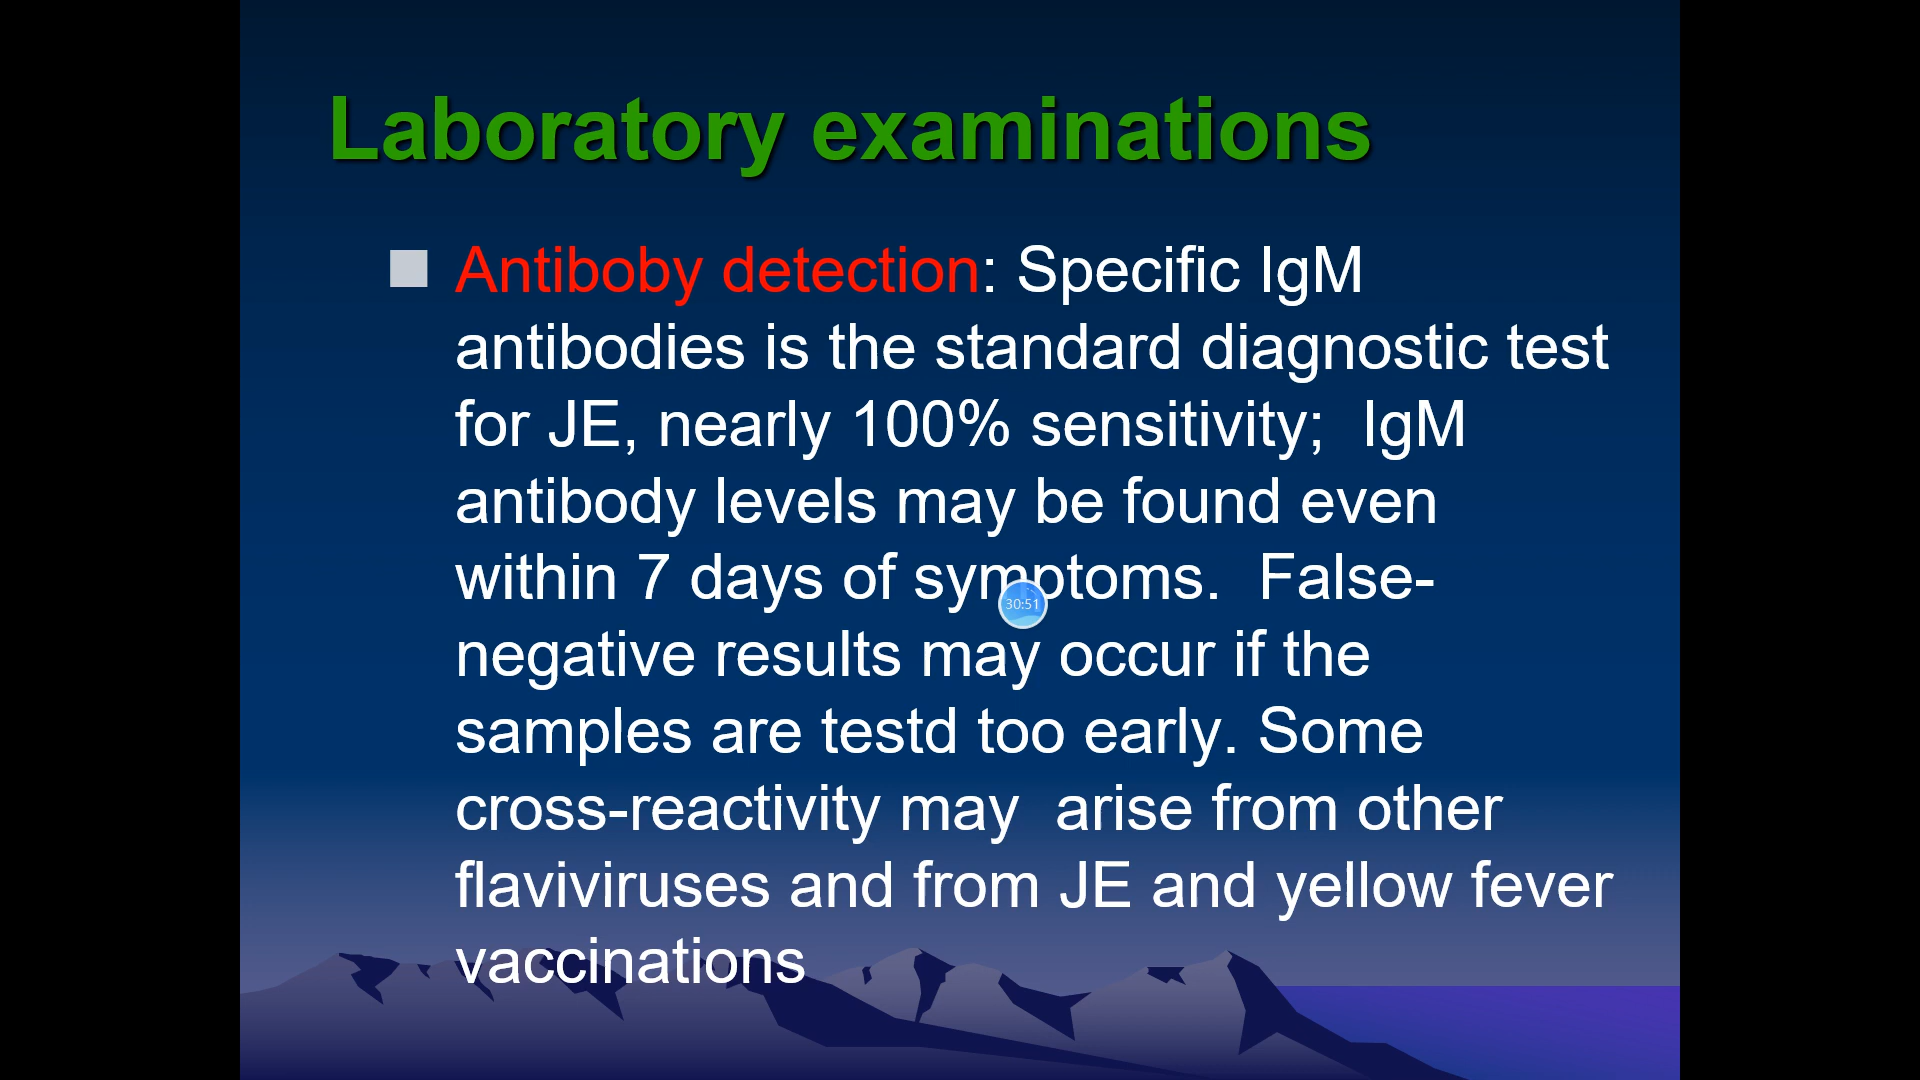 Laboratory examinations
Antiboby detection: Specific IgM
antibodies is the standard diagnostic test
for JE, nearly 100% sensitivity;  IgM
antibody levels may be found even
within 7 days of symptoms.  False-
30:51
negative results may occur if the
samples are testd too early. Some
cross-reactivity may  arise from other
flaviviruses and from JE and yellow fever
vaccinations